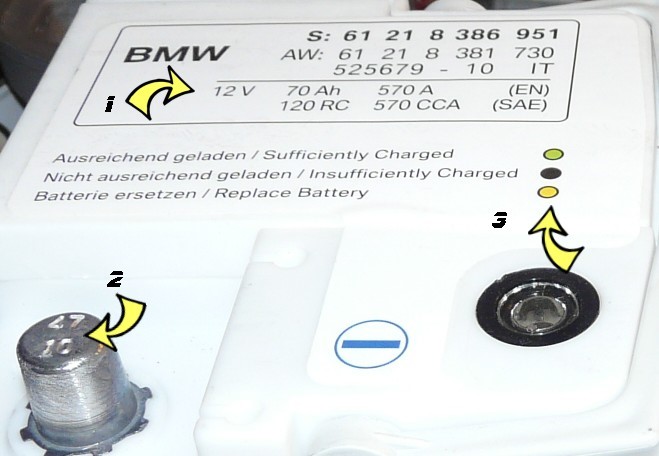 BMW S: 61 21 8 386 951
AW: 61 21 8 381 730
525679 - 10 IT
1
12 V 70 Ah 570 A (EN)
120 RC 570 CCA (SAE)
Ausreichend geladen / Sufficiently Charged
Nicht ausreichend geladen / Insufficiently Charged
Batterie ersetzen / Replace Battery
3
2
47
10